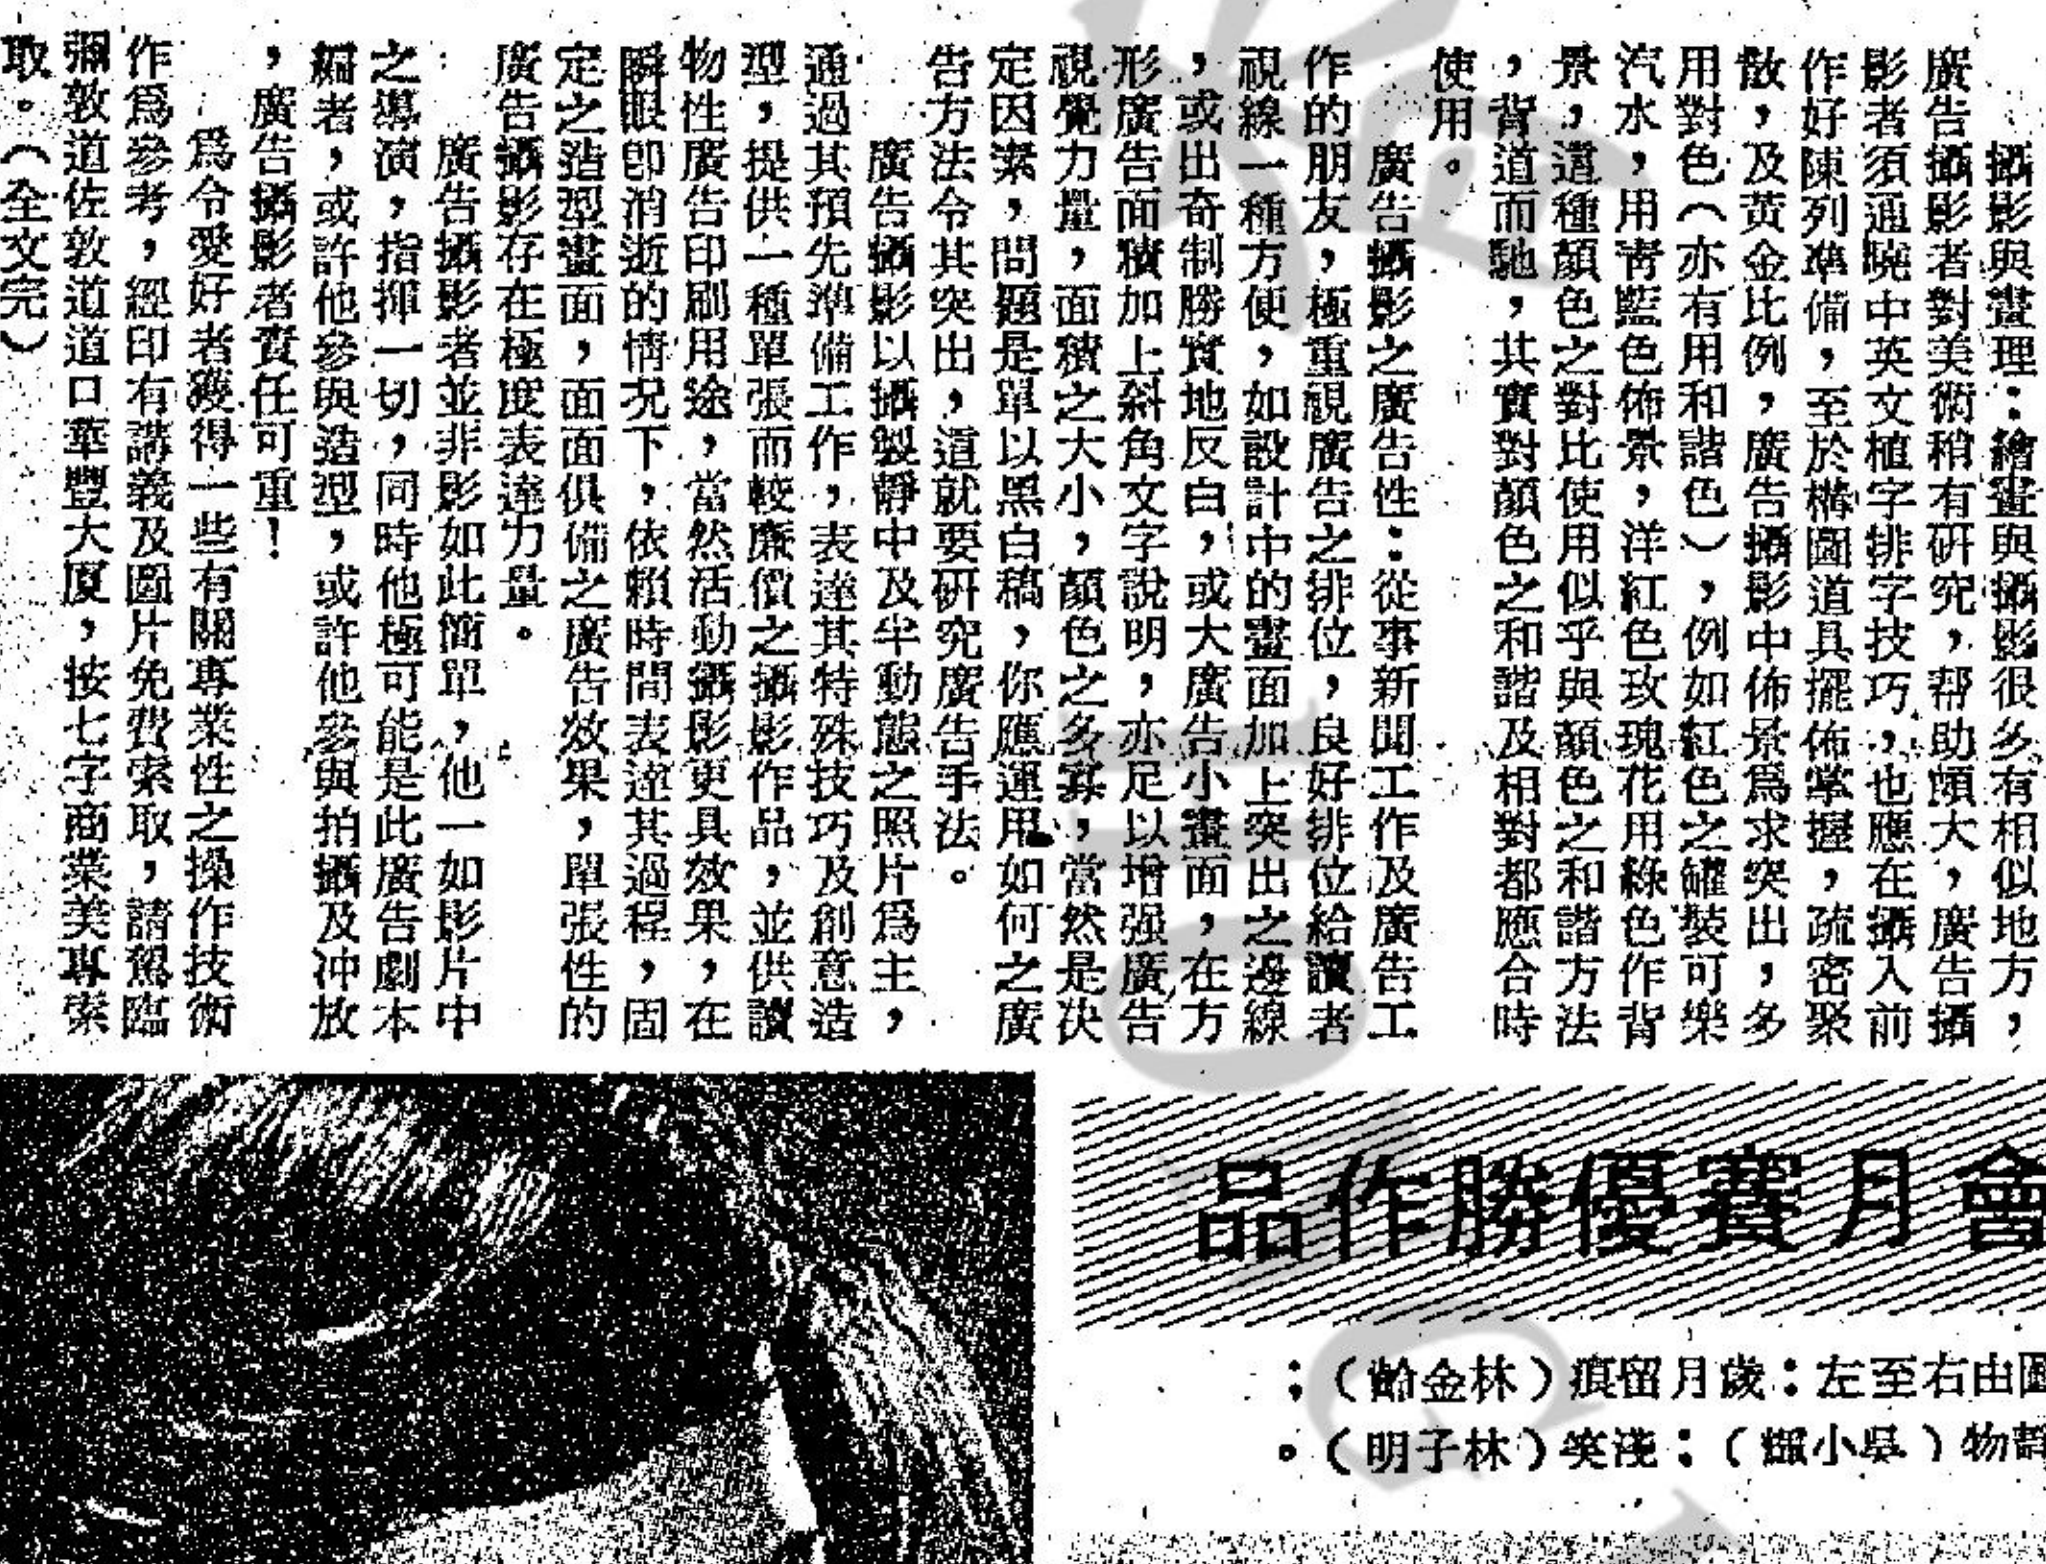 攝影與畫理：繪畫與攝影很多有相似地方，
廣告攝影者對美術稍有研究，帮助頗大，廣告攝
影者須通曉中英文植字排字技巧，也應在攝入前
作好陳列準備，至於構圖道具擺佈掌握，疏密聚
散，及黃金比例，廣告攝影中佈景爲求突出，多
用對色（亦有用和諧色），例如紅色之罐裝可樂
汽水，用靑藍色佈景，洋紅色玫瑰花用綠色作背
景，這種顏色之對比使用似乎與顏色之和諧方法
，背道而馳，其實對顏色之和諧及相對都應合時
使用。
廣告攝影之廣告性：從事新聞工作及廣告工
作的朋友，極重視廣告之排位，良好排位給讀者
視線一種方便，如設計中的畫面加上突出之邊線
，或出奇制勝實地反白，或大廣告小畫面，在方
形廣告面積加上斜角文字說明，亦足以增强廣告
視覺力量，面積之大小，顏色之多寡，當然是决
定因素，問題是單以黑白稿，你應運用如何之廣
告方法令其突出，這就要研究廣告手法。
廣告攝影以攝製靜中及半動態之照片爲主，
通過其預先準備工作，表達其特殊技巧及創意造
型，提供一種單張而較廉價之攝影作品，並供讀
物性廣告印刷用途，當然活動攝影更具效果，在
瞬眼卽消逝的情况下，依賴時間表達其過程，固
定之造型畫面，面面俱備之廣告效果，單張性的
廣告攝影存在極度表達力量。
廣告攝影者並非影如此簡單，他一如影片中
之導演，指揮一切，同時他極可能是此廣告劇本
編者，或許他參與造型，或許他參與拍攝及冲放
，廣告攝影者責任可重！
爲令愛好者獲得一些有關專業性之操作技術
作爲參考，經印有講義及圖片免費索取，請駕臨
彌敦道佐敦道道口華豐大厦，按七字商業美專索
取。（全文完）
會月賽優勝作品
圖由右至左：歲月留痕（林金齡）；
靜物（吳小輝）：淺笑（林子明）。